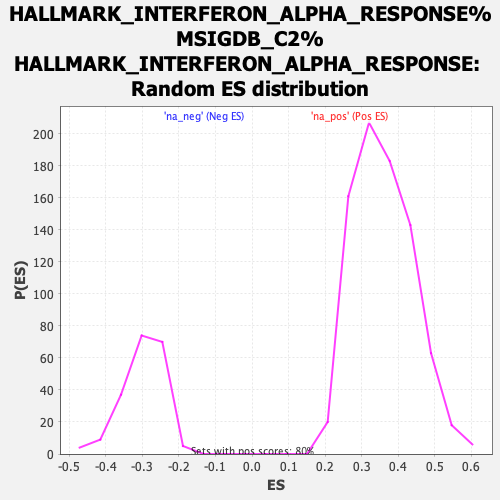 HALLMARK_INTERFERON_ALPHA_RESPONSE%
MSIGDB_C2%
HALLMARK_INTERFERON_ALPHA_RESPONSE:
Random ES distribution
'na_neg' (Neg ES)
'na_pos' (Pos ES)
P(ES)
200
180
160
140
120
100
80
60
40
20
0
Sets with pos scores: 80%
-0.5 -0.4 -0.3 -0.2 -0.1 0.0 0.1 0.2 0.3 0.4 0.5 0.6
ES